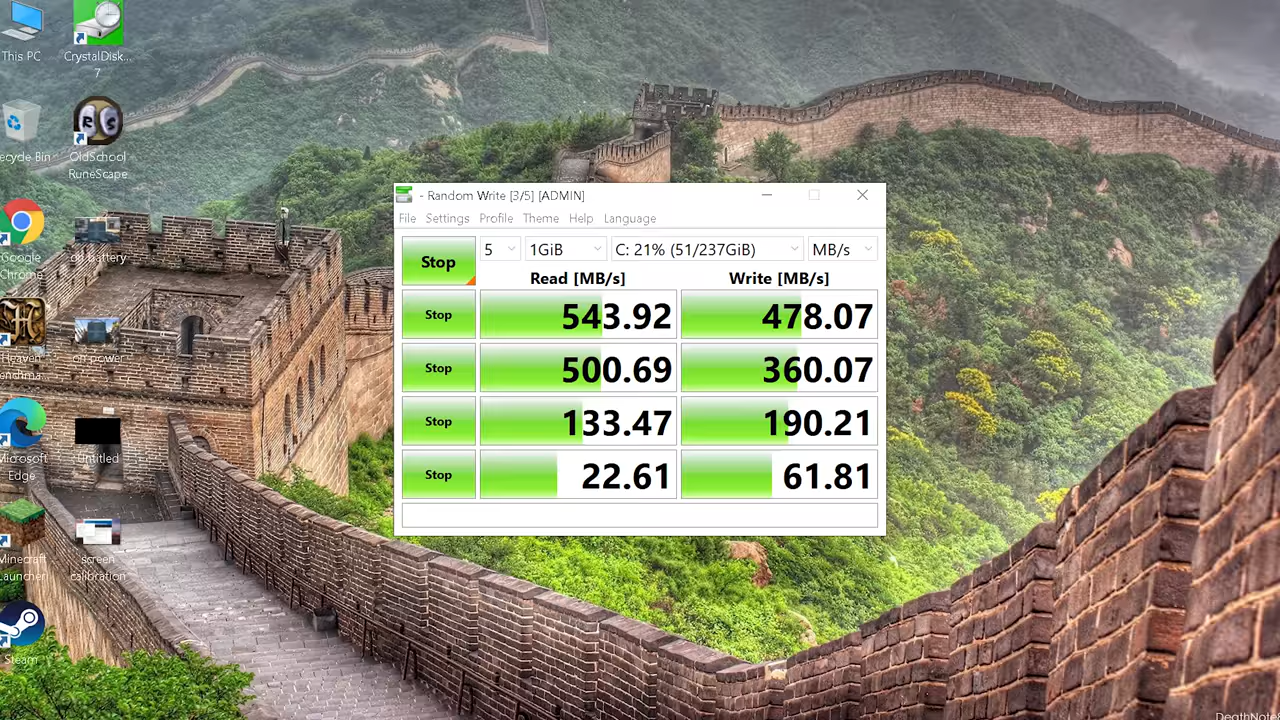 This PC
CrystalDisk...
7
ecycle Bin
OldSchool
RuneScape
Google
Chrome
on battery
Heaven
enchma
on power
Microsoft
Edge
Untitled
Minecraft
Launcher
screen
calibration
Steam
- Random Write [3/5] [ADMIN]
File Settings Profile Theme Help Language
Stop 5 1GiB C: 21% (51/237GiB) MB/s
Read [MB/s] Write [MB/s]
Stop 543.92 478.07
Stop 500.69 360.07
Stop 133.47 190.21
Stop 22.61 61.81
DeathNote